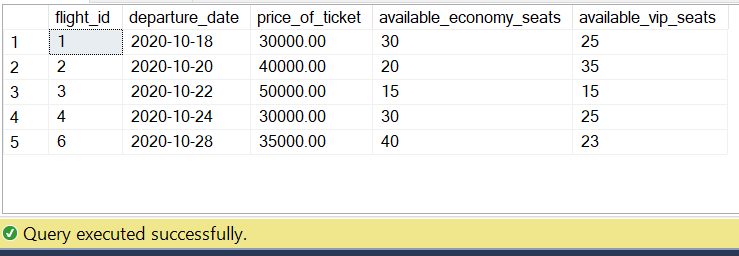 flight_id departure_date price_of_ticket available_economy_seats available_vip_seats
1 1 2020-10-18 30000.00 30 25
2 2 2020-10-20 40000.00 20 35
3 3 2020-10-22 50000.00 15 15
4 4 2020-10-24 30000.00 30 25
5 6 2020-10-28 35000.00 40 23
Query executed successfully.